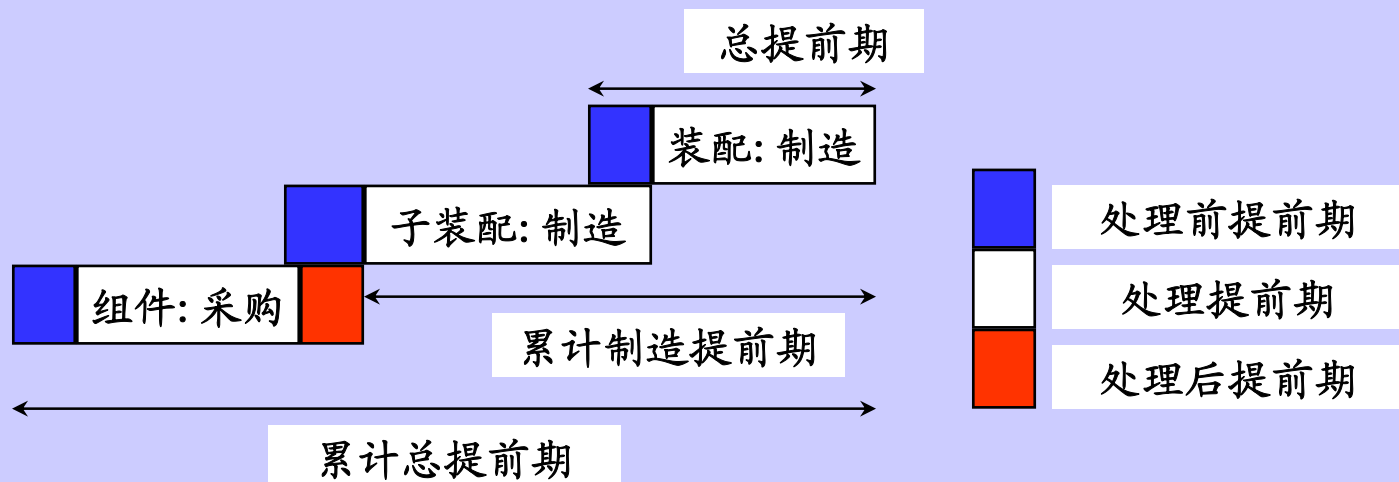 总提前期
装配: 制造
子装配: 制造
组件: 采购
累计制造提前期
累计总提前期
处理前提前期
处理提前期
处理后提前期